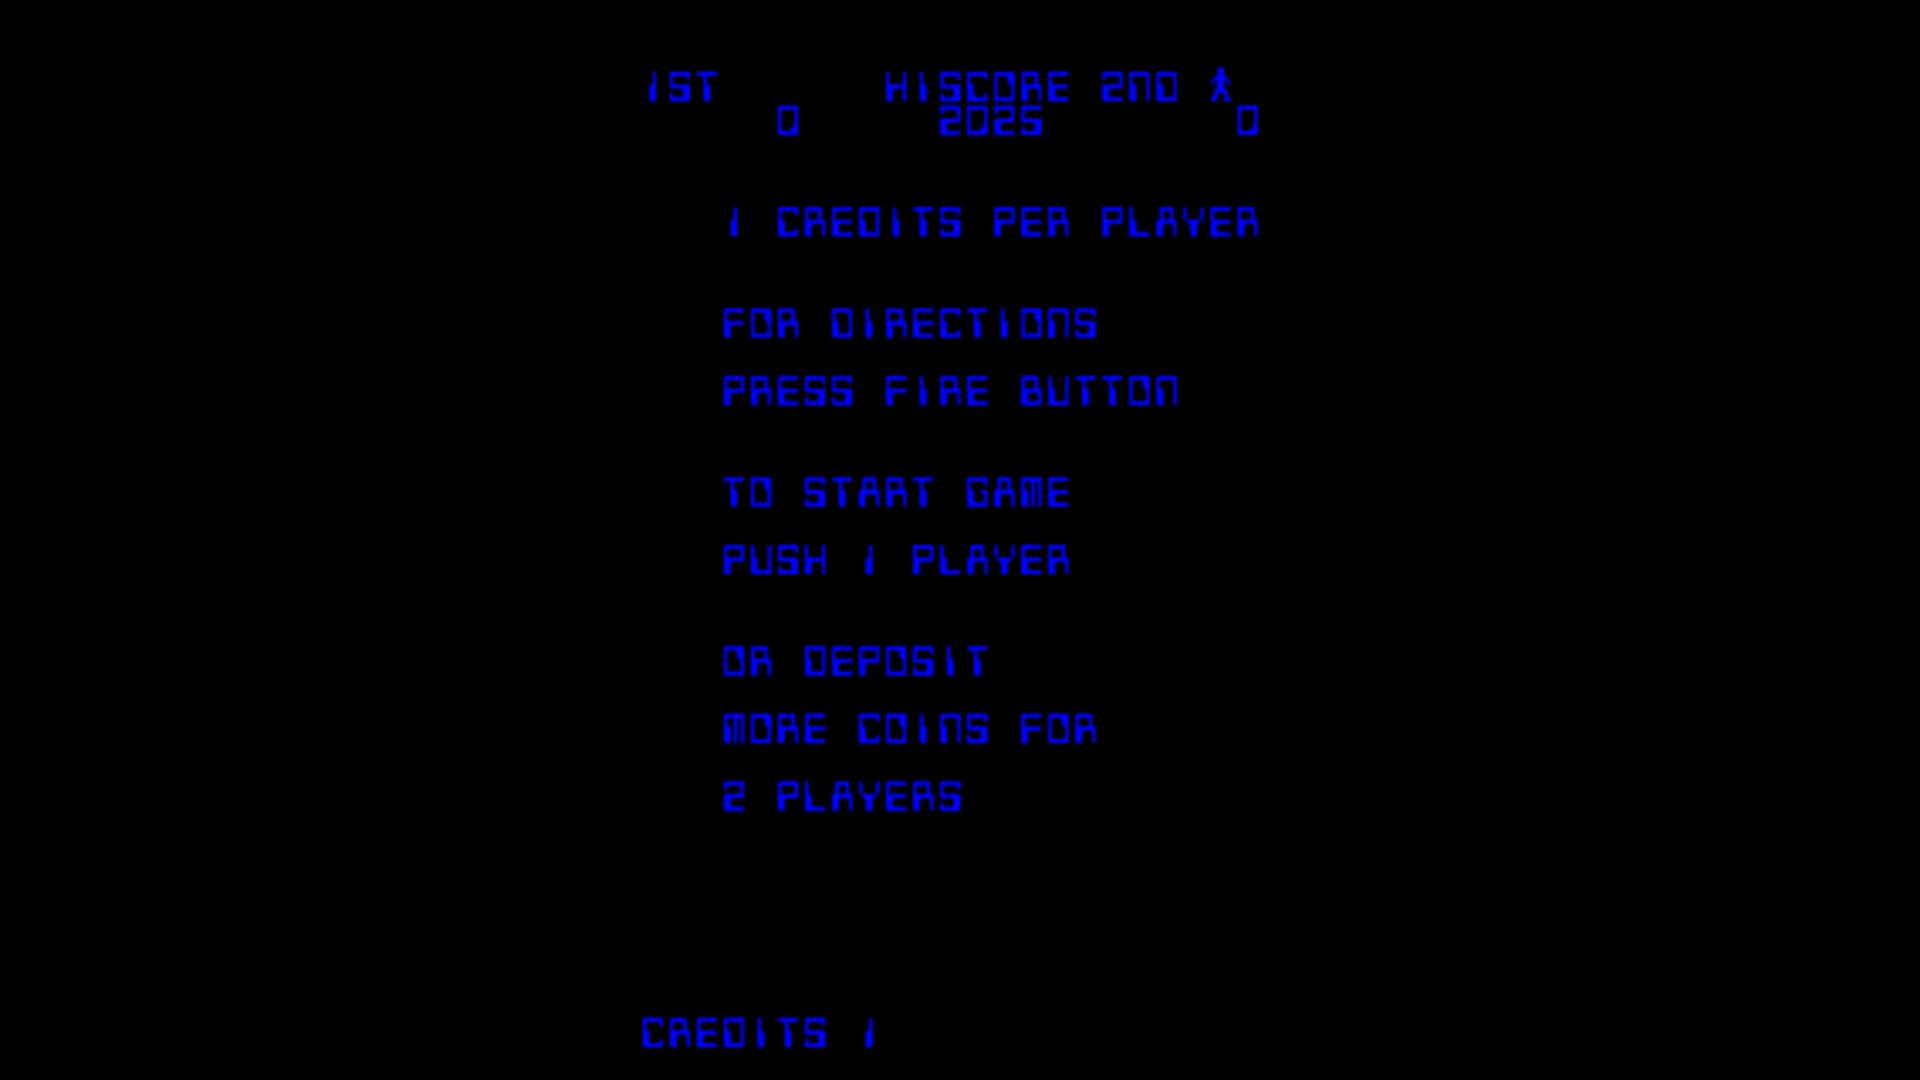 1ST HISCORE 2ND
0 2025 0
1 CREDITS PER PLAYER
FOR DIRECTIONS
PRESS FIRE BUTTON
TO START GAME
PUSH 1 PLAYER
OR DEPOSIT
MORE COINS FOR
2 PLAYERS
CREDITS 1